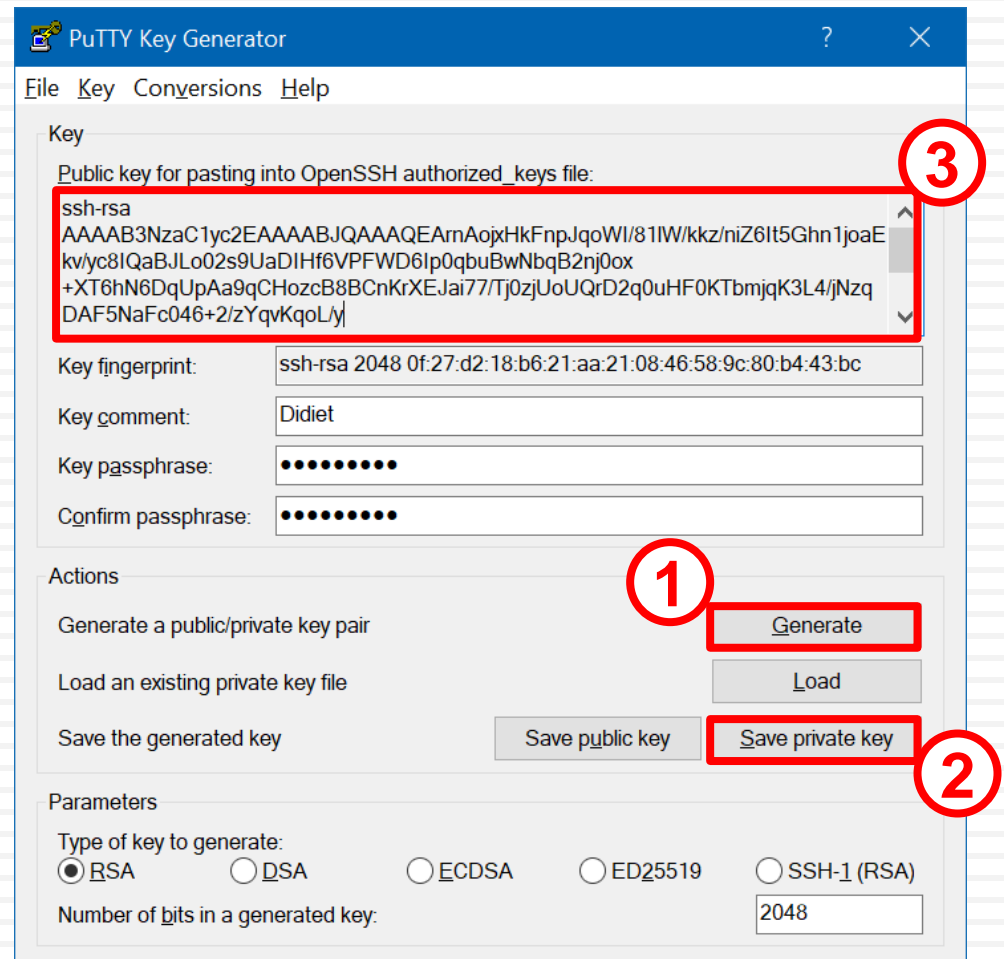 PuTTY Key Generator
File Key Conversions Help
Key
3
Public key for pasting into OpenSSH authorized_keys file:
ssh-rsa
AAAAB3NzaC1yc2EAAAABJQAAAQEArnAojxHkFnpJqoWI/81lW/kkz/niZ6It5Ghn1joaE
kv/yc8IQaBJLo02s9UaDIHf6VPFWD6Ip0qbuBwNbqB2nj0ox
+XT6hN6DqUpAa9qCHozcB8BCnKrXEJai77/Tj0zjUoUQrD2q0uHF0KTbmjqK3L4/jNzq
DAF5NaFc046+2/zYqvKqoL/y
Key fingerprint: ssh-rsa 2048 0f:27:d2:18:b6:21:aa:21:08:46:58:9c:80:b4:43:bc
Key comment: Didiet
Key passphrase: ●●●●●●●●●
Confirm passphrase: ●●●●●●●●●
Actions
1
Generate a public/private key pair Generate
Load an existing private key file Load
Save the generated key Save public key Save private key
2
Parameters
Type of key to generate:
RSA DSA ECDSA ED25519 SSH-1 (RSA)
Number of bits in a generated key: 2048